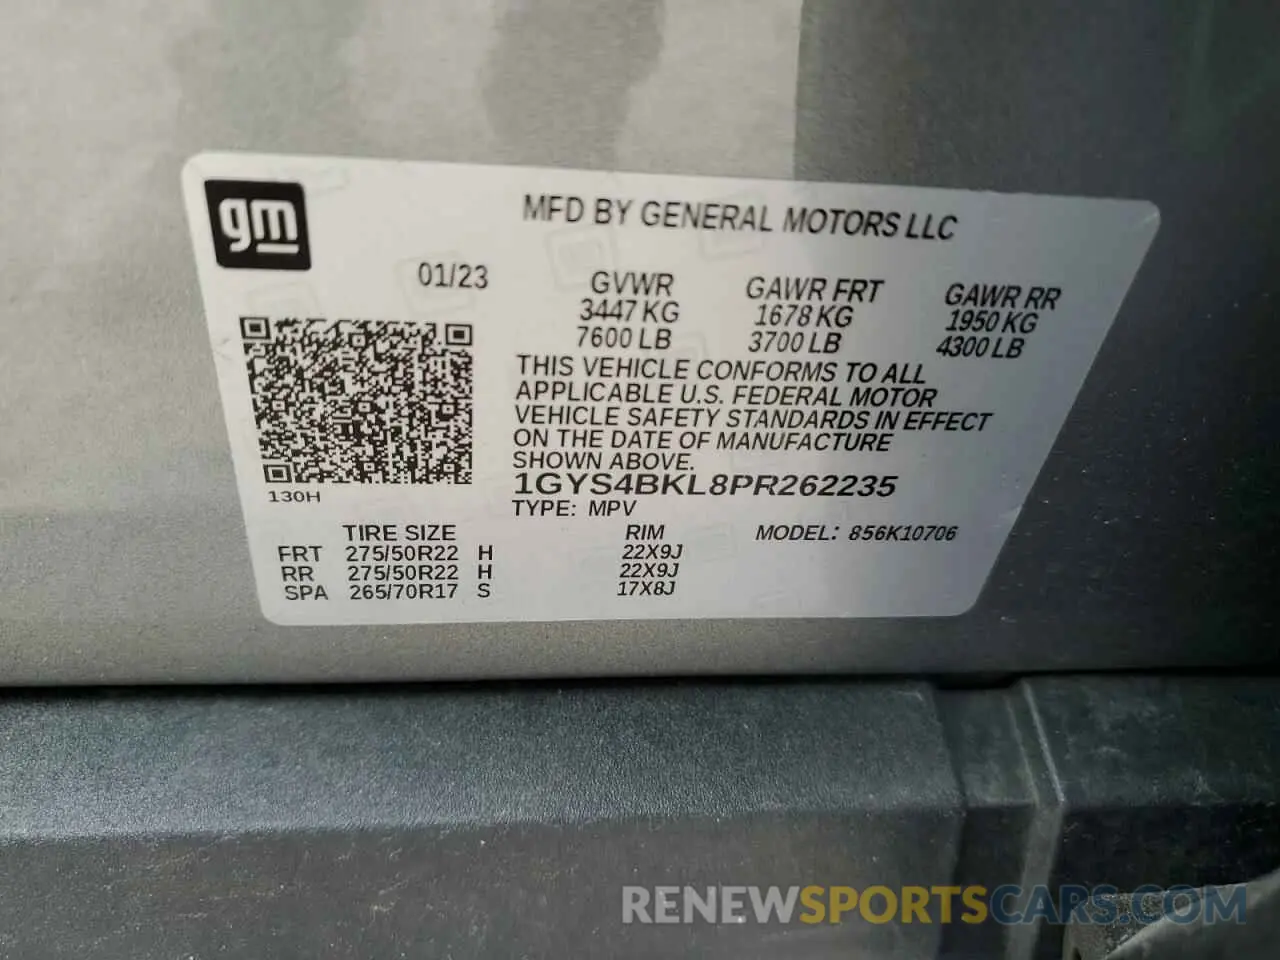 gm
MFD BY GENERAL MOTORS LLC
01/23
GVWR GAWR FRT GAWR RR
3447 KG 1678 KG 1950 KG
7600 LB 3700 LB 4300 LB
THIS VEHICLE CONFORMS TO ALL
APPLICABLE U.S. FEDERAL MOTOR
VEHICLE SAFETY STANDARDS IN EFFECT
ON THE DATE OF MANUFACTURE
SHOWN ABOVE.
130H
1GYS4BKL8PR262235
TYPE: MPV
TIRE SIZE RIM MODEL: 856K10706
FRT 275/50R22 H 22X9J
RR 275/50R22 H 22X9J
SPA 265/70R17 S 17X8J
RENEWSPORTSCARS.COM